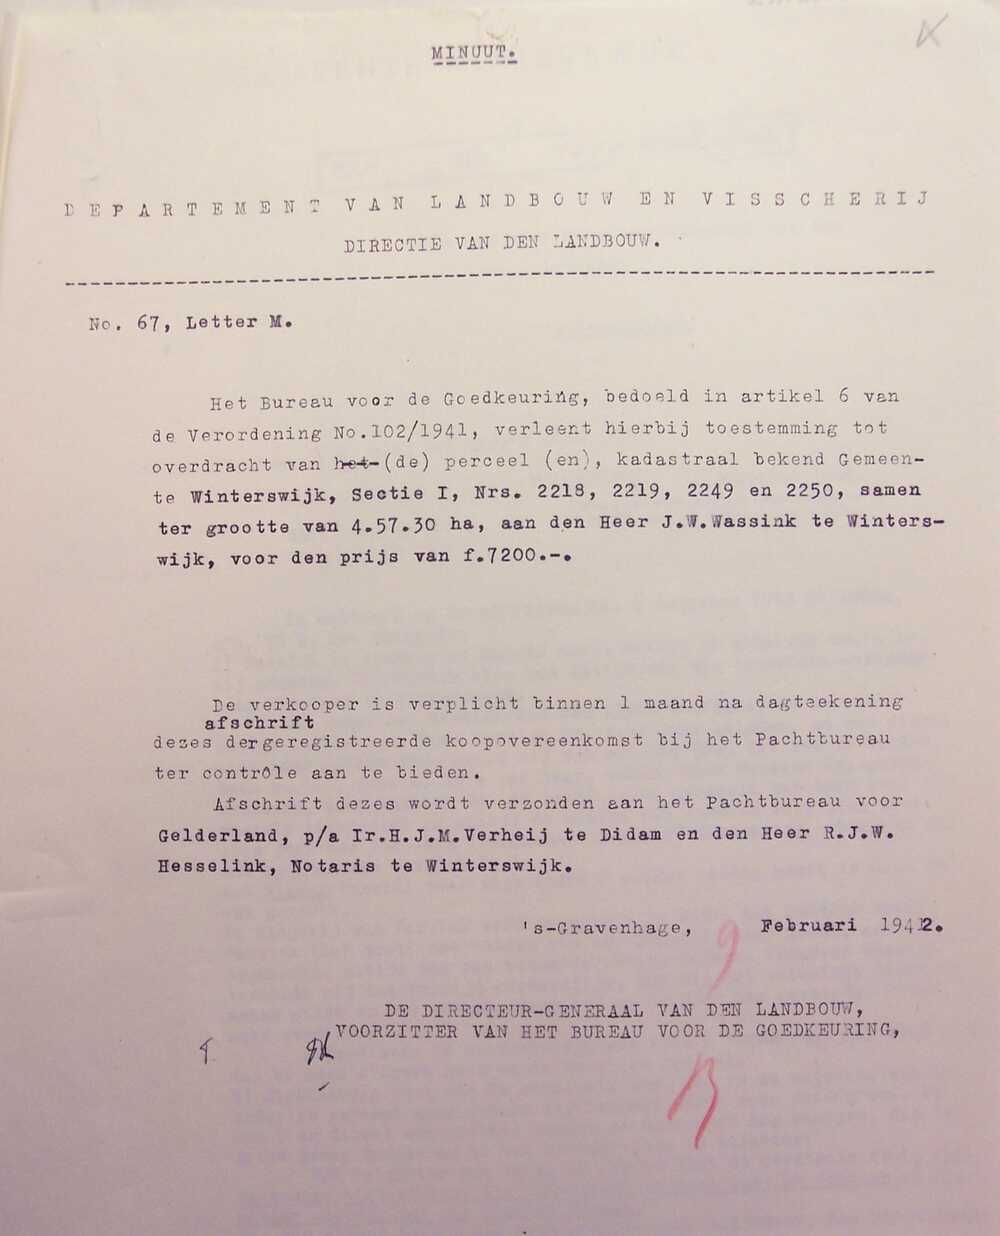 MINUUT.
DEPARTEMENT VAN LANDBOUW EN VISSCHERIJ
DIRECTIE VAN DEN LANDBOUW.
No. 67, Letter M.
Het Bureau voor de Goedkeuring, bedoeld in artikel 6 van
de Verordening No.102/1941, verleent hierbij toestemming tot
overdracht van het (de) perceel (en), kadastraal bekend Gemeen-
te Winterswijk, Sectie I, Nrs. 2218, 2219, 2249 en 2250, samen
ter grootte van 4.57.30 ha, aan den Heer J.W.Wassink te Winters-
wijk, voor den prijs van f.7200.-.
De verkooper is verplicht binnen 1 maand na dagteekening
afschrift
dezes dergeregistreerde koopovereenkomst bij het Pachtbureau
ter contrôle aan te bieden.
Afschrift dezes wordt verzonden aan het Pachtbureau voor
Gelderland, p/a Ir.H.J.M.Verheij te Didam en den Heer R.J.W.
Hesselink, Notaris te Winterswijk.
's-Gravenhage, 9 Februari 1942.
DE DIRECTEUR-GENERAAL VAN DEN LANDBOUW,
VOORZITTER VAN HET BUREAU VOOR DE GOEDKEURING,